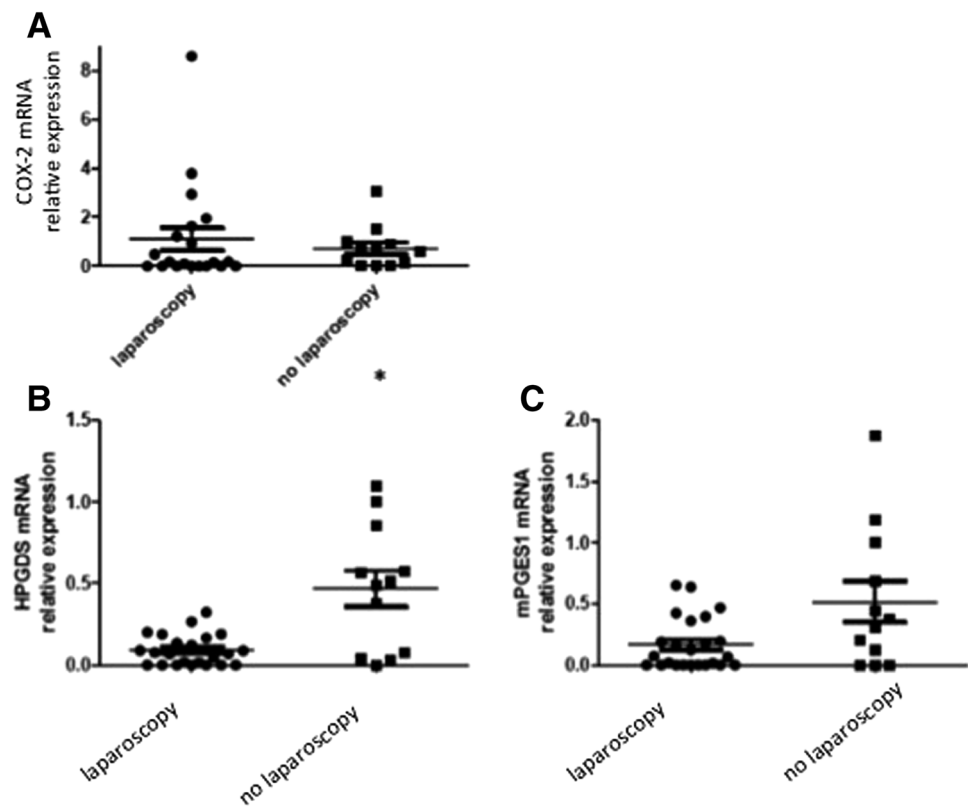 A
COX-2 mRNA
relative expression
8
6
4
2
0
laparoscopy
no laparoscopy
B
HPGDS mRNA
relative expression
1.5
1.0
0.5
0.0
*
laparoscopy
no laparoscopy
C
mPGES1 mRNA
relative expression
2.0
1.5
1.0
0.5
0.0
laparoscopy
no laparoscopy